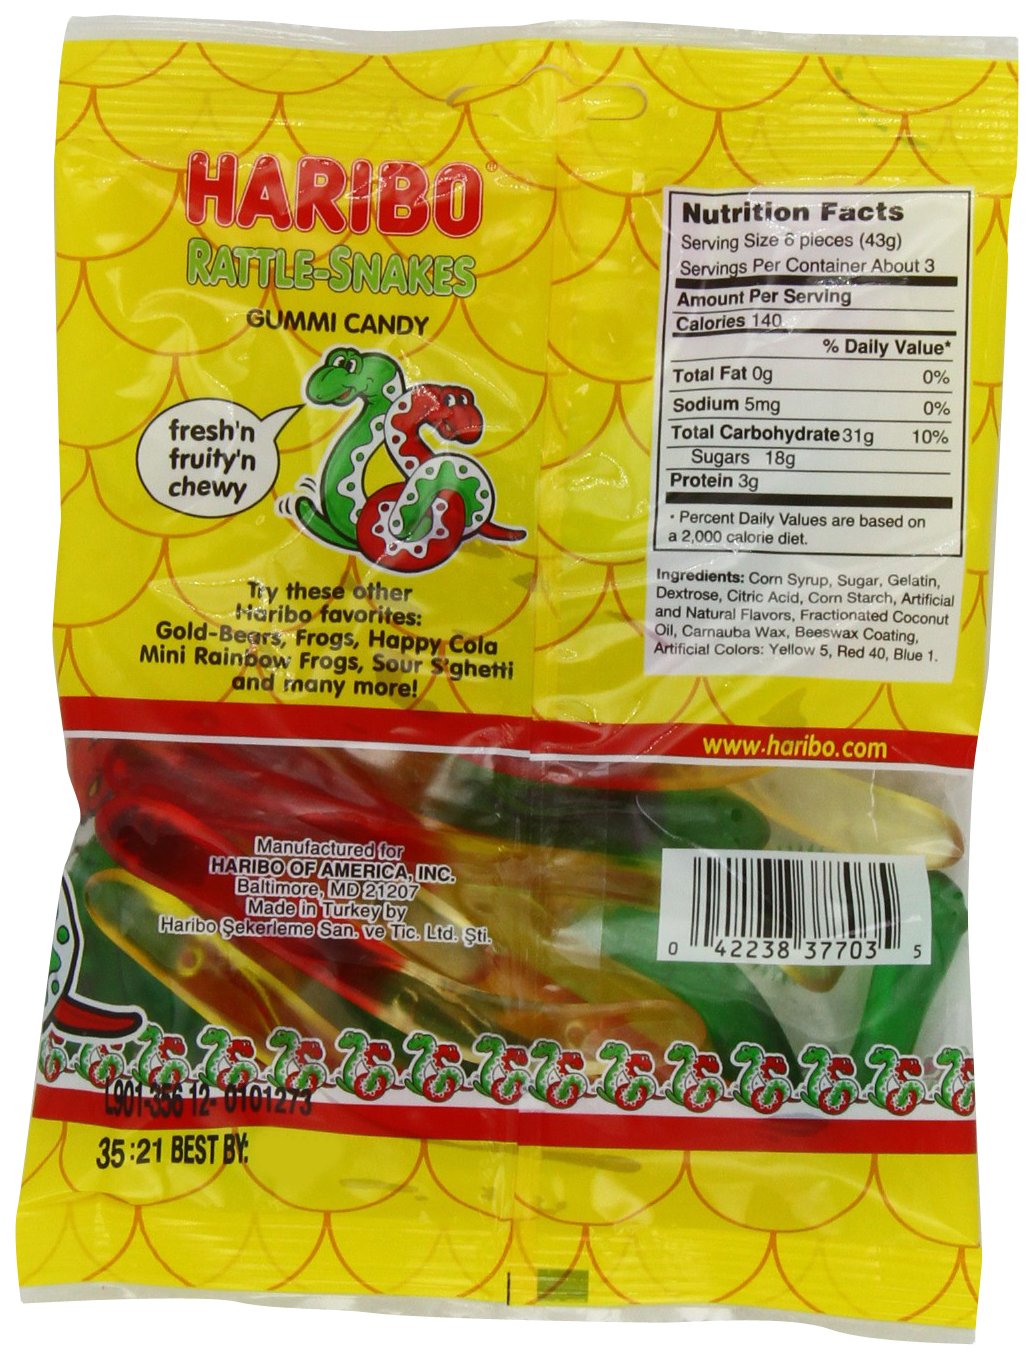 HARIBO®
RATTLE-SNAKES
GUMMI CANDY
fresh'n
fruity'n
chewy
Try these other
Haribo favorites:
Gold-Bears, Frogs, Happy Cola
Mini Rainbow Frogs, Sour S'ghetti
and many more!
Nutrition Facts
Serving Size 6 pieces (43g)
Servings Per Container About 3
Amount Per Serving
Calories 140
% Daily Value*
Total Fat 0g 0%
Sodium 5mg 0%
Total Carbohydrate 31g 10%
Sugars 18g
Protein 3g
* Percent Daily Values are based on
a 2,000 calorie diet.
Ingredients: Corn Syrup, Sugar, Gelatin,
Dextrose, Citric Acid, Corn Starch, Artificial
and Natural Flavors, Fractionated Coconut
Oil, Carnauba Wax, Beeswax Coating,
Artificial Colors: Yellow 5, Red 40, Blue 1.
www.haribo.com
Manufactured for
HARIBO OF AMERICA, INC.
Baltimore, MD 21207
Made in Turkey by
Haribo Şekerleme San. ve Tic. Ltd. Şti.
0 42238 37703 5
L901-356 12- 0101273
35:21 BEST BY: